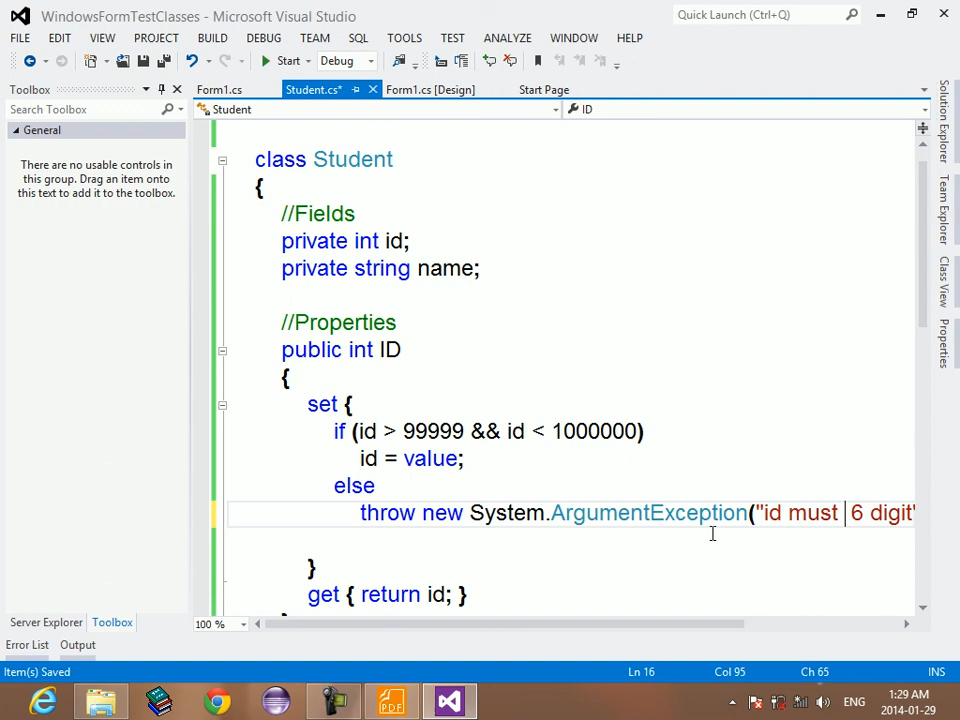 WindowsFormTestClasses - Microsoft Visual Studio
Quick Launch (Ctrl+Q)
FILE EDIT VIEW PROJECT BUILD DEBUG TEAM SQL TOOLS TEST ANALYZE WINDOW HELP
Start Debug
Toolbox
Form1.cs Student.cs* Form1.cs [Design] Start Page
Search Toolbox
Student ID
General
There are no usable controls in
this group. Drag an item onto
this text to add it to the toolbox.
class Student
{
//Fields
private int id;
private string name;
//Properties
public int ID
{
set {
if (id > 99999 && id < 1000000)
id = value;
else
throw new System.ArgumentException("id must 6 digit"
}
get { return id; }
Solution Explorer
Team Explorer
Class View
Properties
Server Explorer Toolbox
100 %
Error List Output
Item(s) Saved Ln 16 Col 95 Ch 65 INS
PDF
ENG
1:29 AM
2014-01-29